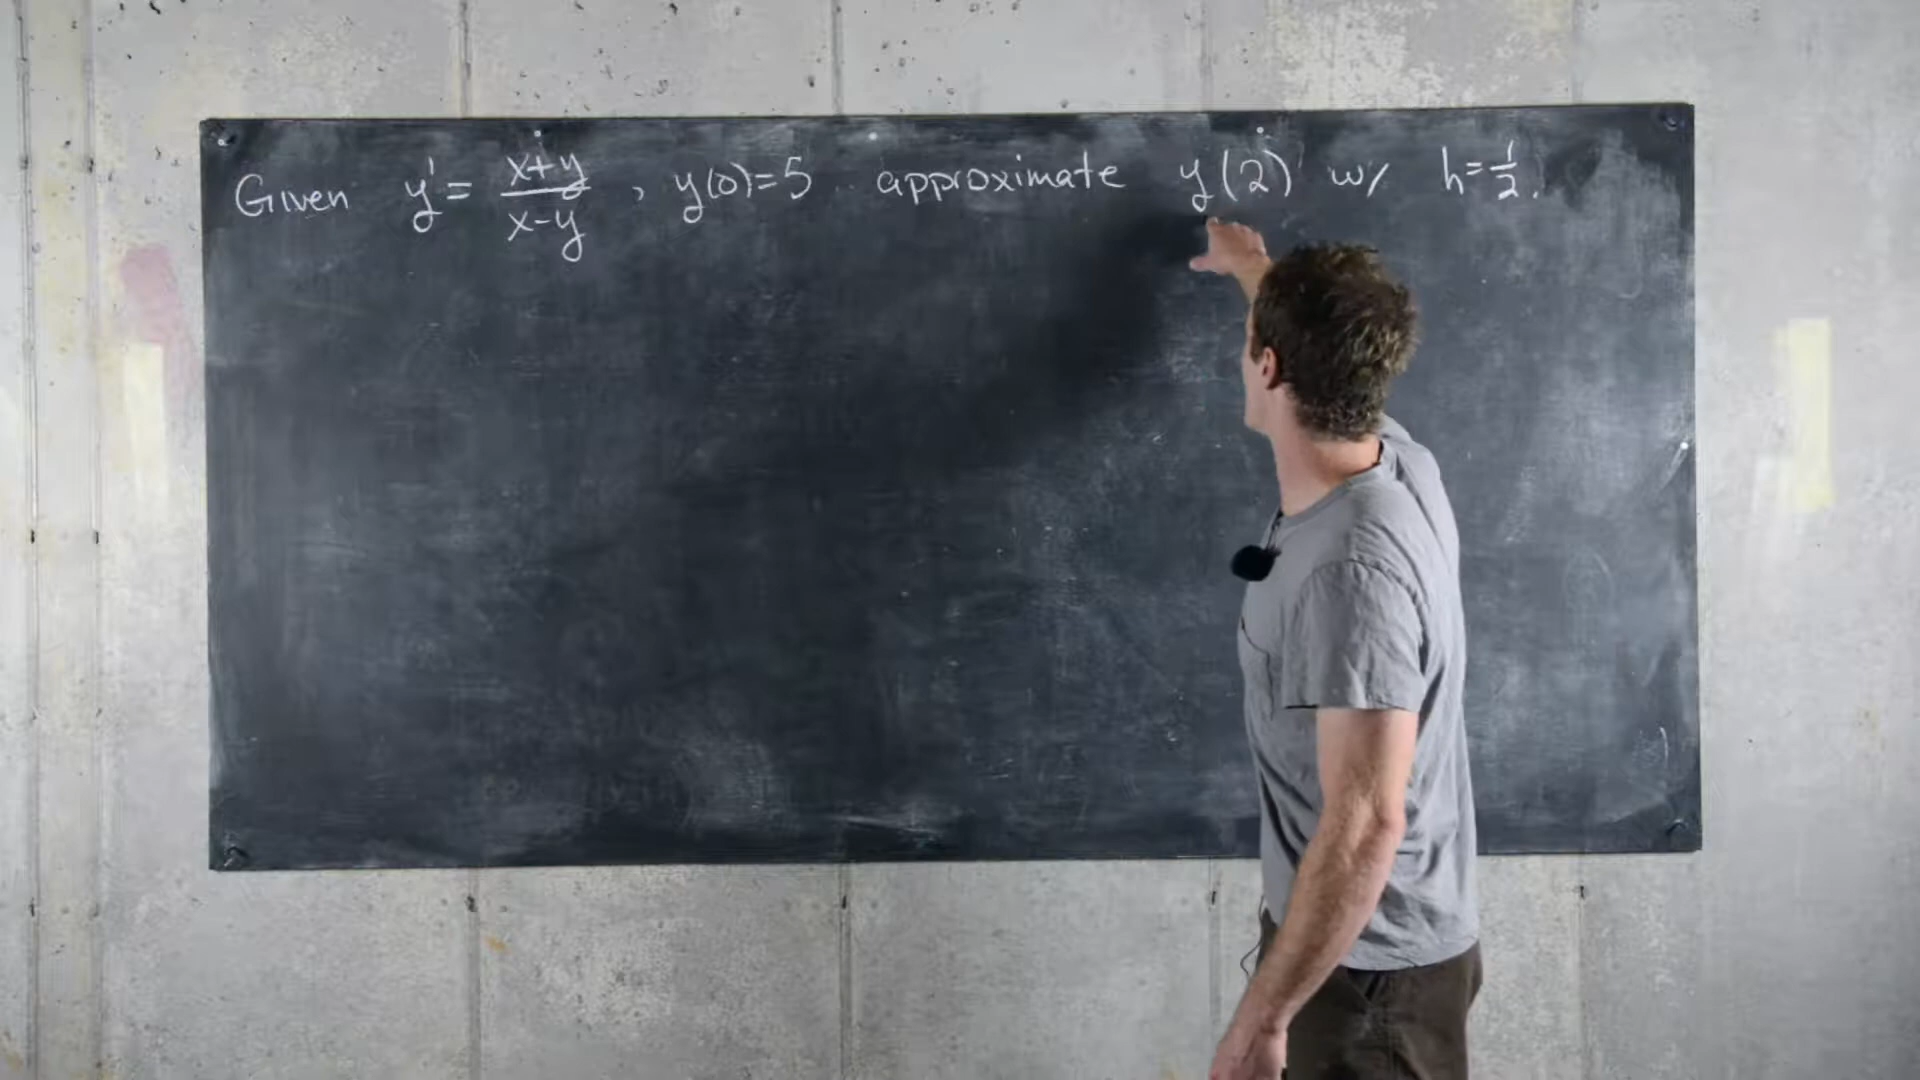 Given y' = x+y / x-y , y(0)=5 approximate y(2) w/ h=1/2.